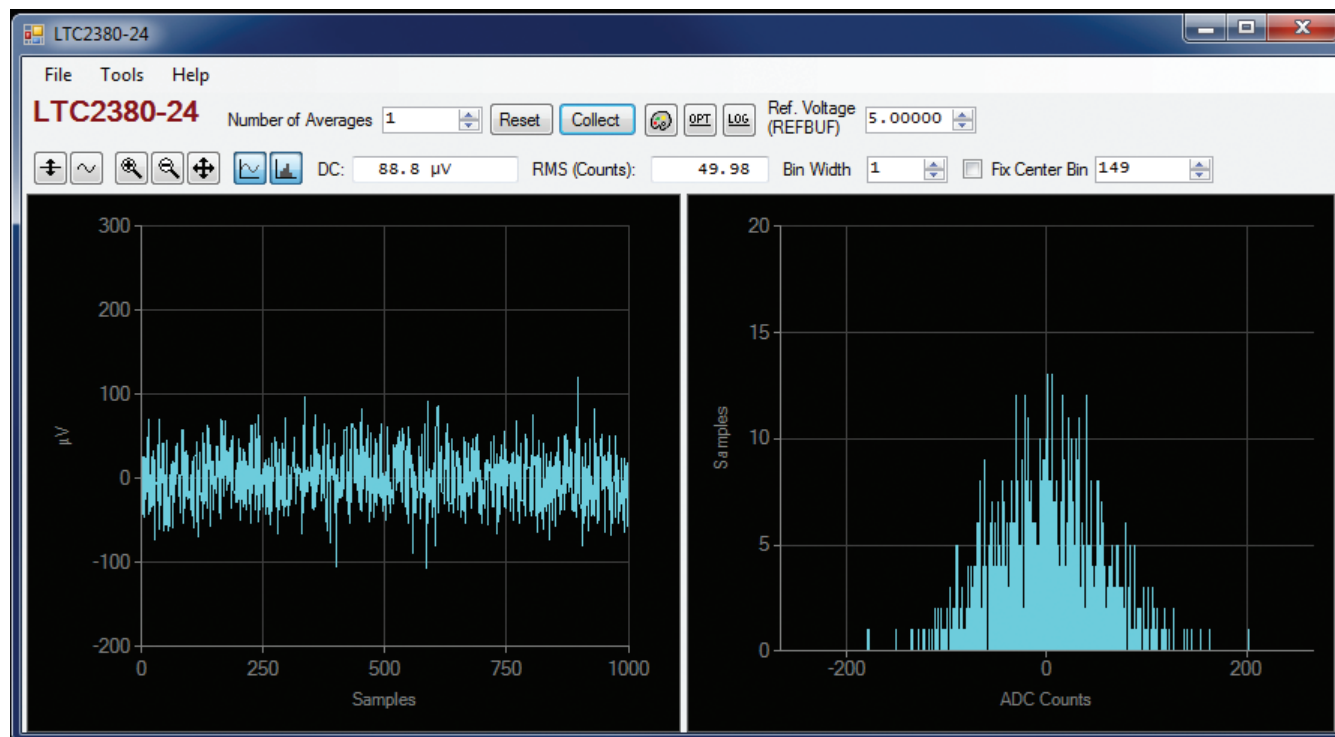 LTC2380-24
File Tools Help
LTC2380-24 Number of Averages 1 Reset Collect OPT LOG Ref. Voltage (REFBUF) 5.00000
DC: 88.8 µV RMS (Counts): 49.98 Bin Width 1 Fix Center Bin 149
300
200
100
0
-100
-200
µV
0 250 500 750 1000
Samples
20
15
10
5
0
Samples
-200 0 200
ADC Counts